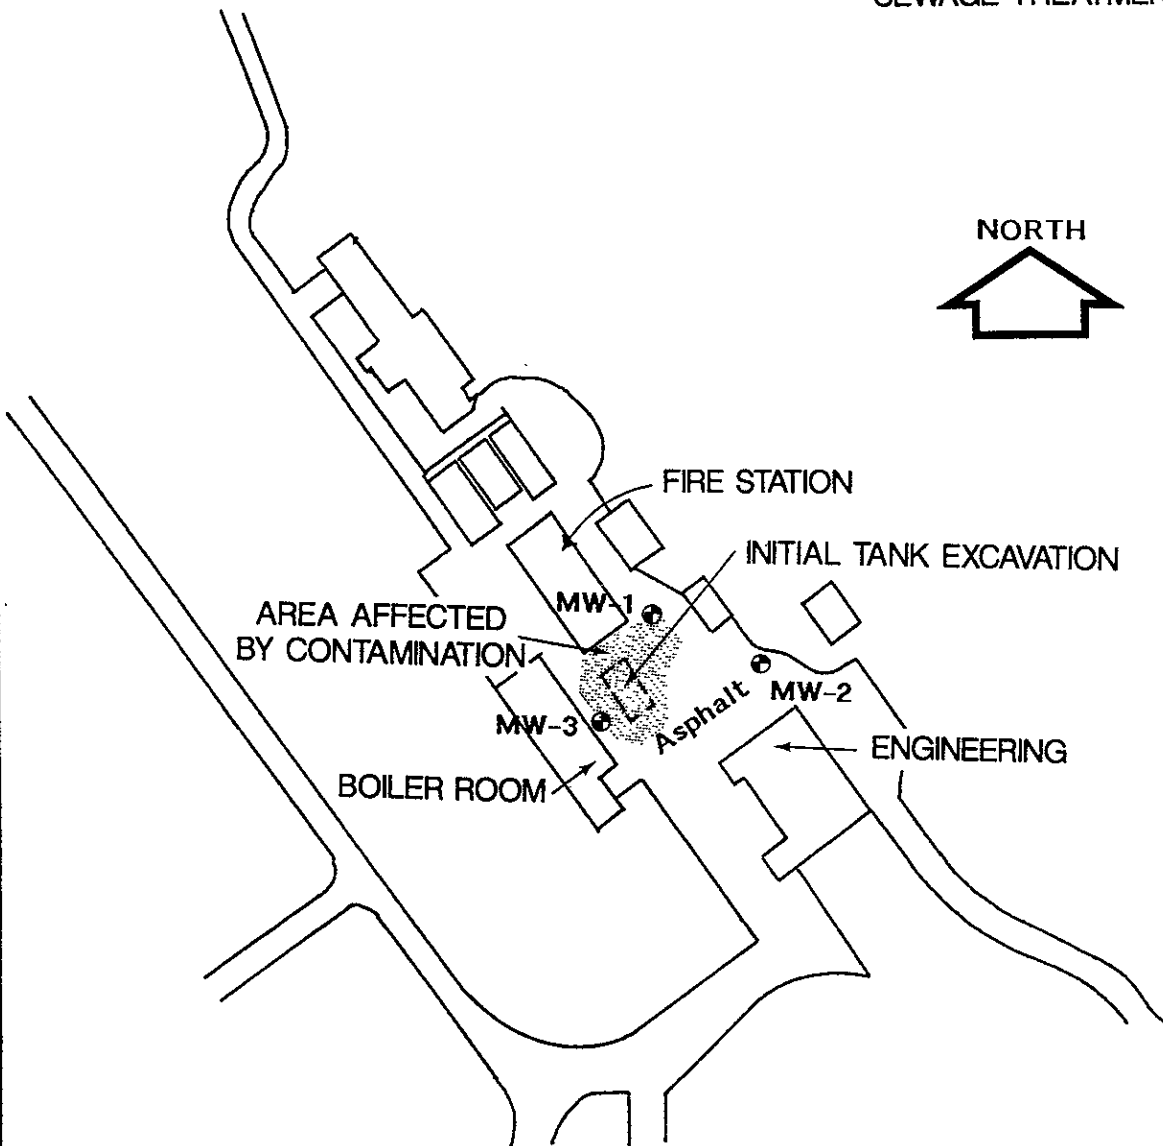 NORTH
FIRE STATION
INITIAL TANK EXCAVATION
MW-1
AREA AFFECTED
BY CONTAMINATION
MW-2
Asphalt
MW-3
ENGINEERING
BOILER ROOM